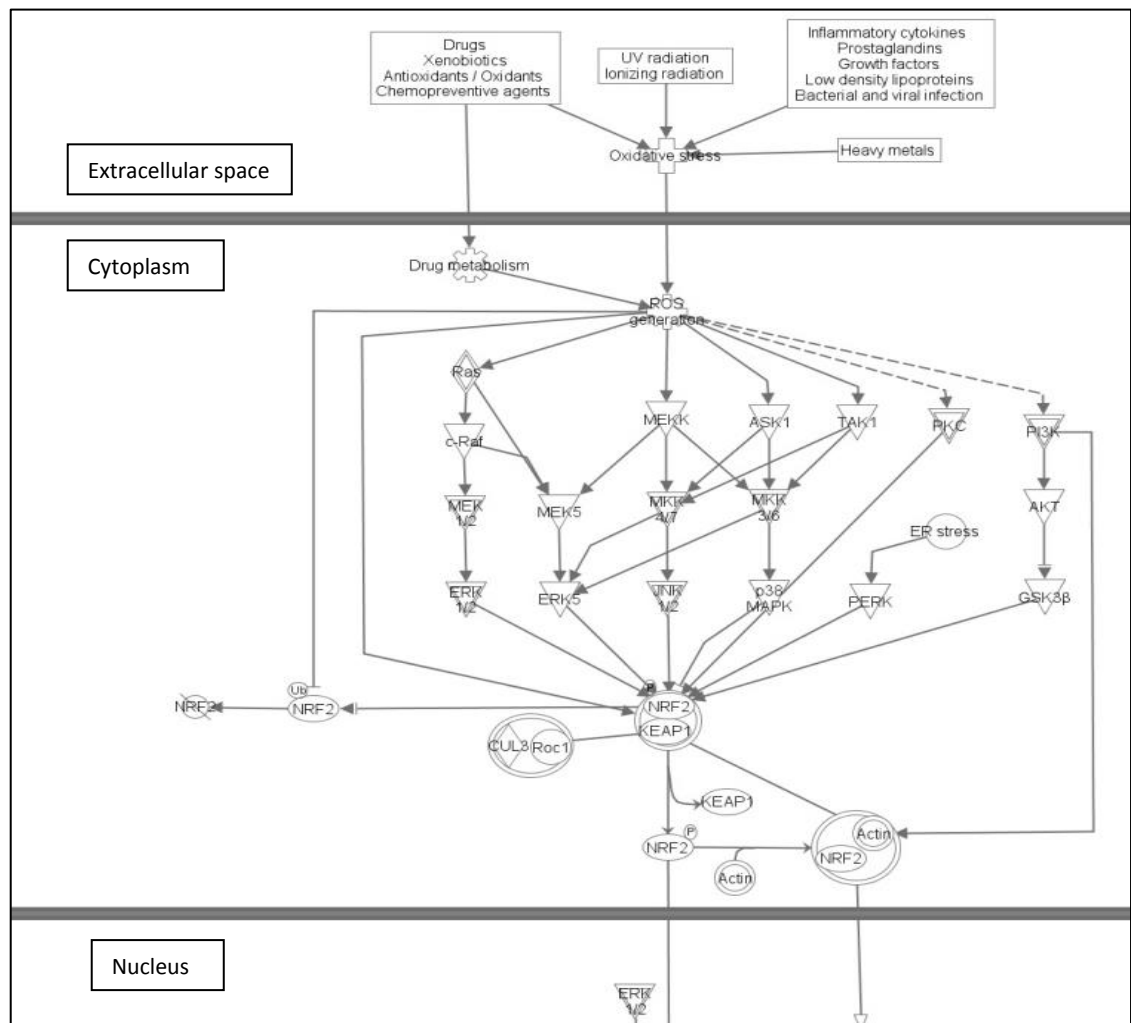 Drugs
Xenobiotics
Antioxidants / Oxidants
Chemopreventive agents
UV radiation
Ionizing radiation
Inflammatory cytokines
Prostaglandins
Growth factors
Low density lipoproteins
Bacterial and viral infection
Extracellular space
Oxidative stress
Heavy metals
Cytoplasm
Drug metabolism
ROS
generation
Ras
MEKK
ASK1
TAK1
PKC
PI3K
c-Raf
MEK
1/2
MEK5
MKK
4/7
MKK
3/6
AKT
ER stress
ERK
1/2
ERK5
JNK
1/2
p38
MAPK
PERK
GSK3β
NRF2
Ub
NRF2
P
NRF2
KEAP1
CUL3
Roc1
KEAP1
NRF2
P
Actin
Actin
NRF2
Nucleus
ERK
1/2